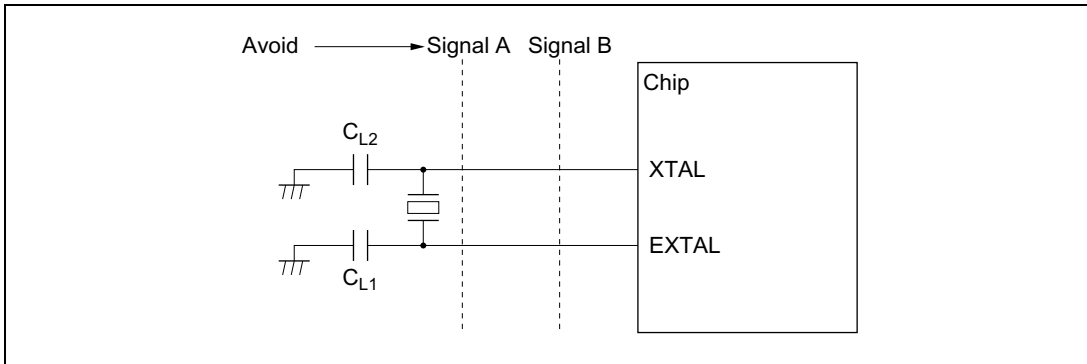 Avoid Signal A Signal B
Chip
CL2
XTAL
EXTAL
CL1